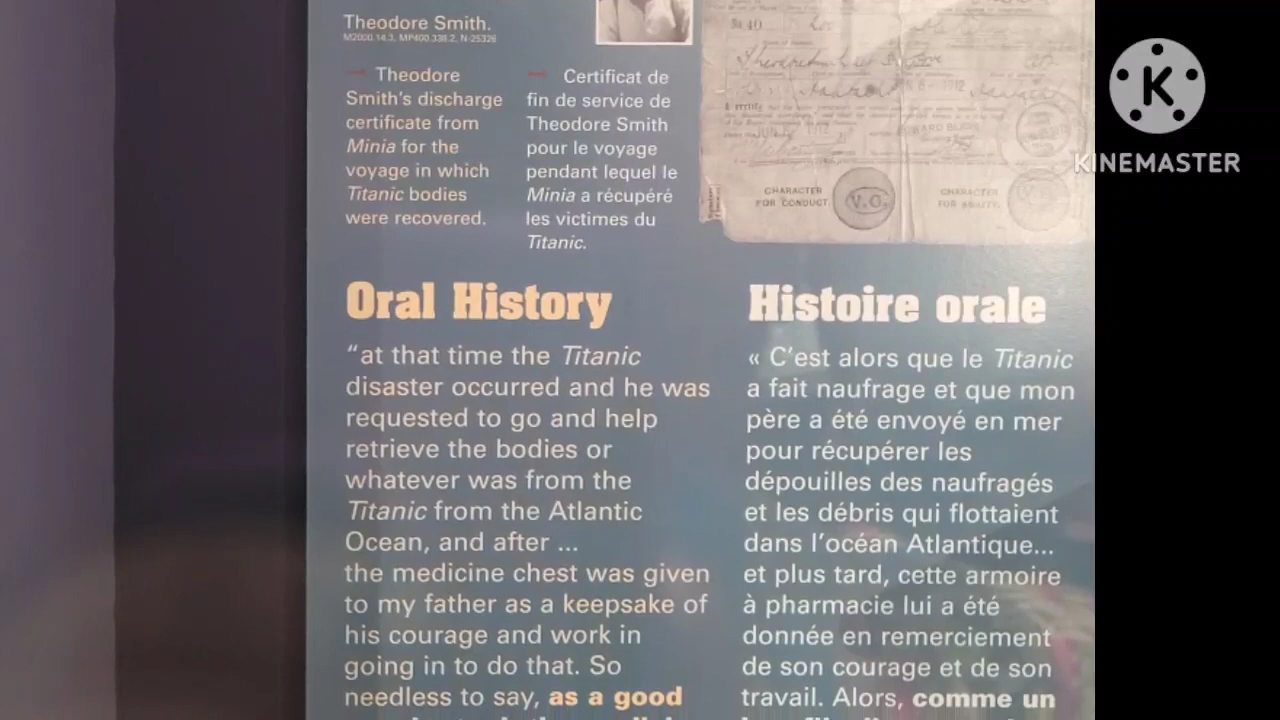 Theodore Smith.
M2000.14.3, MP400.338.2, N-25326
Theodore
Smith's discharge
certificate from
Minia for the
voyage in which
Titanic bodies
were recovered.
Certificat de
fin de service de
Theodore Smith
pour le voyage
pendant lequel le
Minia a récupéré
les victimes du
Titanic.
CHARACTER
FOR CONDUCT.
V.G.
CHARACTER
FOR ABILITY.
V.G.
K
KINEMASTER
Oral History
"at that time the Titanic
disaster occurred and he was
requested to go and help
retrieve the bodies or
whatever was from the
Titanic from the Atlantic
Ocean, and after ...
the medicine chest was given
to my father as a keepsake of
his courage and work in
going in to do that. So
needless to say, as a good
Histoire orale
« C'est alors que le Titanic
a fait naufrage et que mon
père a été envoyé en mer
pour récupérer les
dépouilles des naufragés
et les débris qui flottaient
dans l'océan Atlantique...
et plus tard, cette armoire
à pharmacie lui a été
donnée en remerciement
de son courage et de son
travail. Alors, comme un